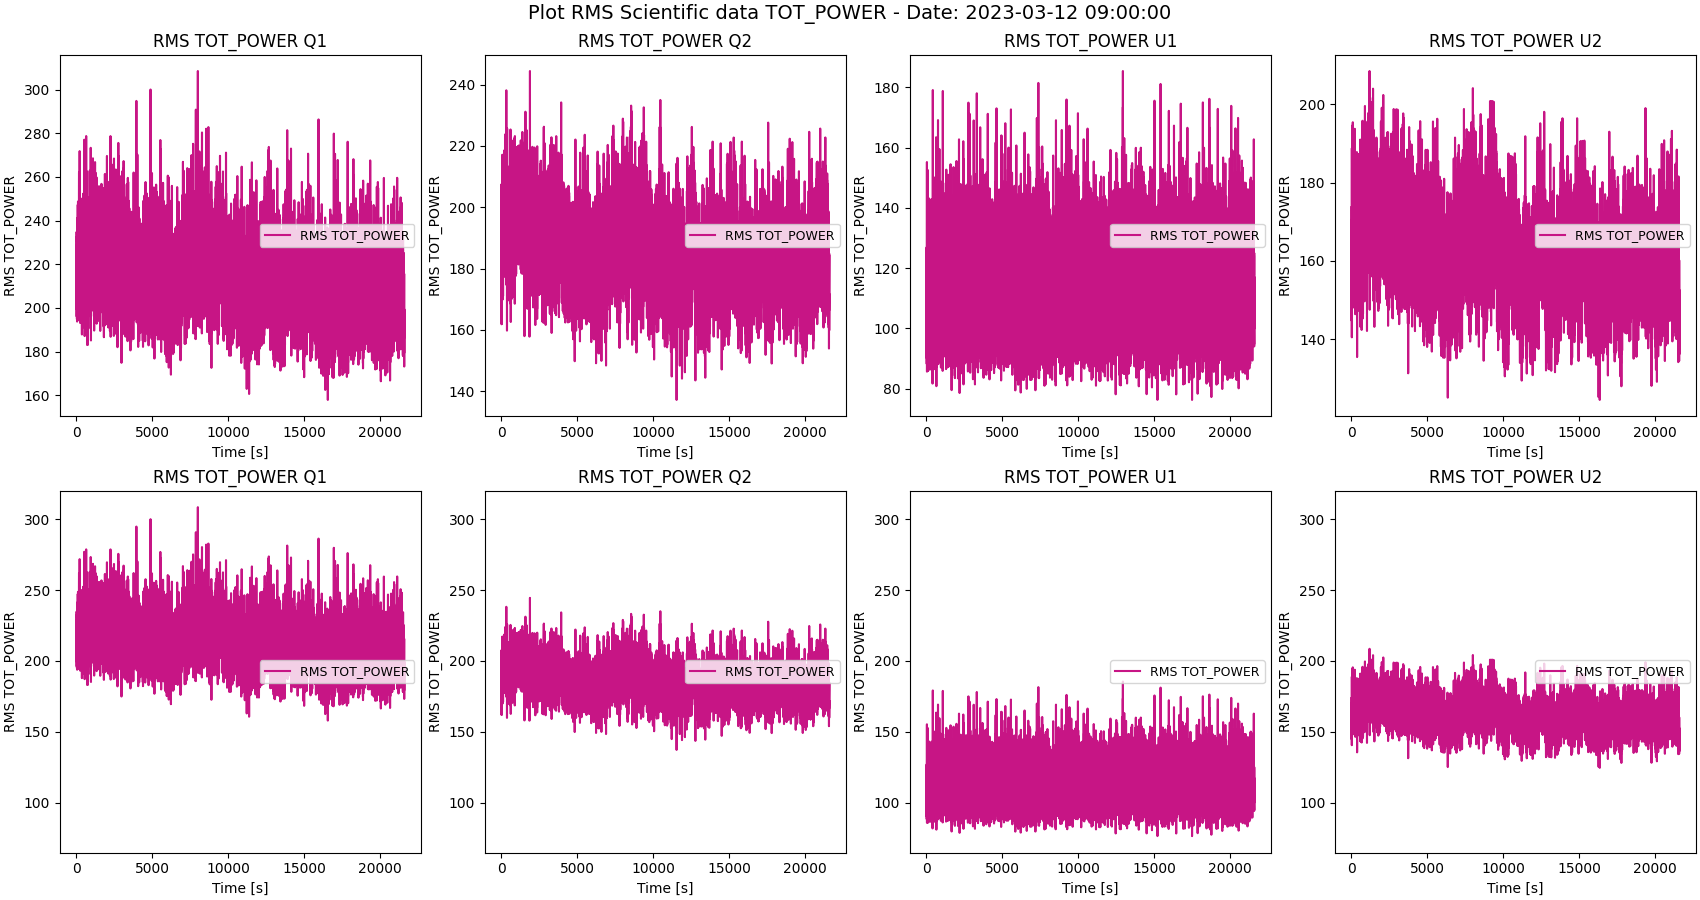 Plot RMS Scientific data TOT_POWER - Date: 2023-03-12 09:00:00
RMS TOT_POWER Q1
RMS TOT_POWER
300
280
260
240
220
200
180
160
RMS TOT_POWER
0 5000 10000 15000 20000
Time [s]
RMS TOT_POWER Q2
RMS TOT_POWER
240
220
200
180
160
140
RMS TOT_POWER
0 5000 10000 15000 20000
Time [s]
RMS TOT_POWER U1
RMS TOT_POWER
180
160
140
120
100
80
RMS TOT_POWER
0 5000 10000 15000 20000
Time [s]
RMS TOT_POWER U2
RMS TOT_POWER
200
180
160
140
RMS TOT_POWER
0 5000 10000 15000 20000
Time [s]
RMS TOT_POWER Q1
RMS TOT_POWER
300
250
200
150
100
RMS TOT_POWER
0 5000 10000 15000 20000
Time [s]
RMS TOT_POWER Q2
RMS TOT_POWER
300
250
200
150
100
RMS TOT_POWER
0 5000 10000 15000 20000
Time [s]
RMS TOT_POWER U1
RMS TOT_POWER
300
250
200
150
100
RMS TOT_POWER
0 5000 10000 15000 20000
Time [s]
RMS TOT_POWER U2
RMS TOT_POWER
300
250
200
150
100
RMS TOT_POWER
0 5000 10000 15000 20000
Time [s]